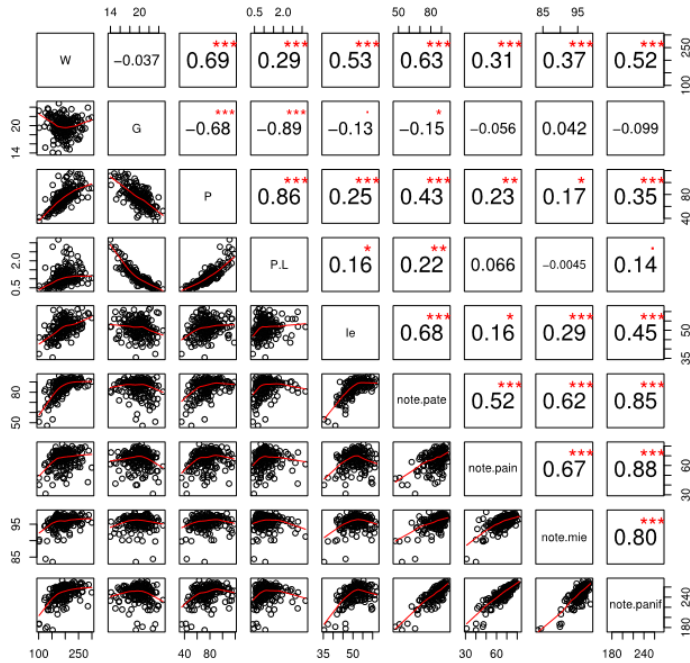 14 20 0.5 2.0 50 80 85 95
W −0.037 *** 0.69 *** 0.29 *** 0.53 *** 0.63 *** 0.31 *** 0.37 *** 0.52 100 250
14 20 G *** −0.68 *** −0.89 . −0.13 * −0.15 −0.056 0.042 −0.099
P *** 0.86 *** 0.25 *** 0.43 ** 0.23 * 0.17 *** 0.35 40 80
0.5 2.0 P.L * 0.16 ** 0.22 0.066 −0.0045 . 0.14
Ie *** 0.68 * 0.16 *** 0.29 *** 0.45 35 50
50 80 note.pate *** 0.52 *** 0.62 *** 0.85
note.pain *** 0.67 *** 0.88 30 60
85 95 note.mie *** 0.80
note.panif 180 240
100 250 40 80 35 50 30 60 180 240